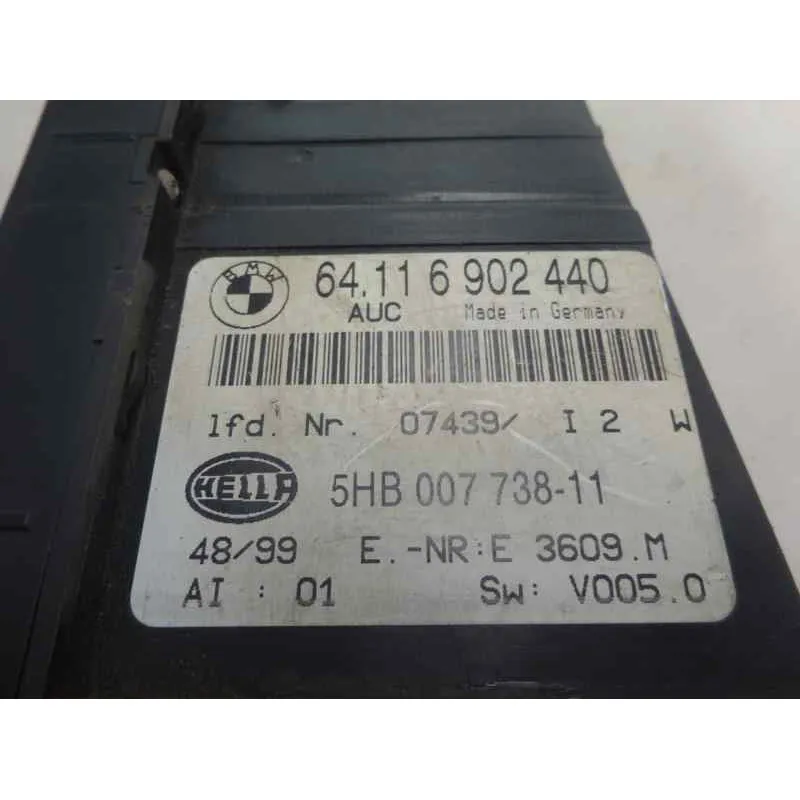 BMW
64.11 6 902 440
AUC Made in Germany
lfd. Nr. 07439/ I 2 W
HELLA 5HB 007 738-11
48/99 E.-NR:E 3609.M
AI : 01 SW: V005.0